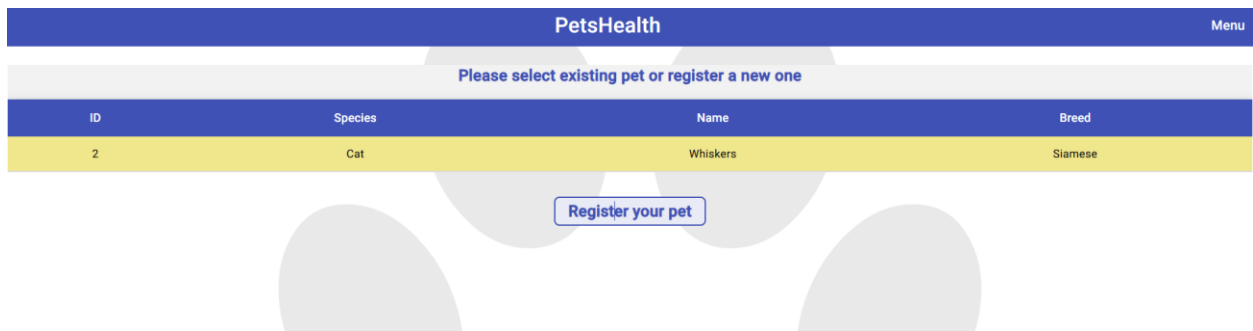 PetsHealth Menu
Please select existing pet or register a new one
ID Species Name Breed
2 Cat Whiskers Siamese
Register your pet